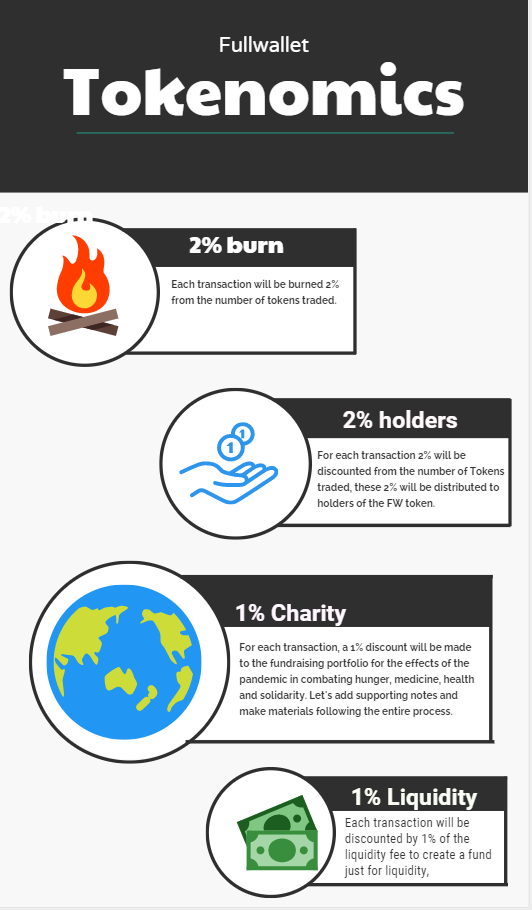 Fullwallet
Tokenomics
2% burn
2% burn
Each transaction will be burned 2%
from the number of tokens traded.
1
1
2% holders
For each transaction 2% will be
discounted from the number of Tokens
traded, these 2% will be distributed to
holders of the FW token.
1% Charity
For each transaction, a 1% discount will be made
to the fundraising portfolio for the effects of the
pandemic in combating hunger, medicine, health
and solidarity. Let's add supporting notes and
make materials following the entire process.
1% Liquidity
Each transaction will be
discounted by 1% of the
liquidity fee to create a fund
just for liquidity,